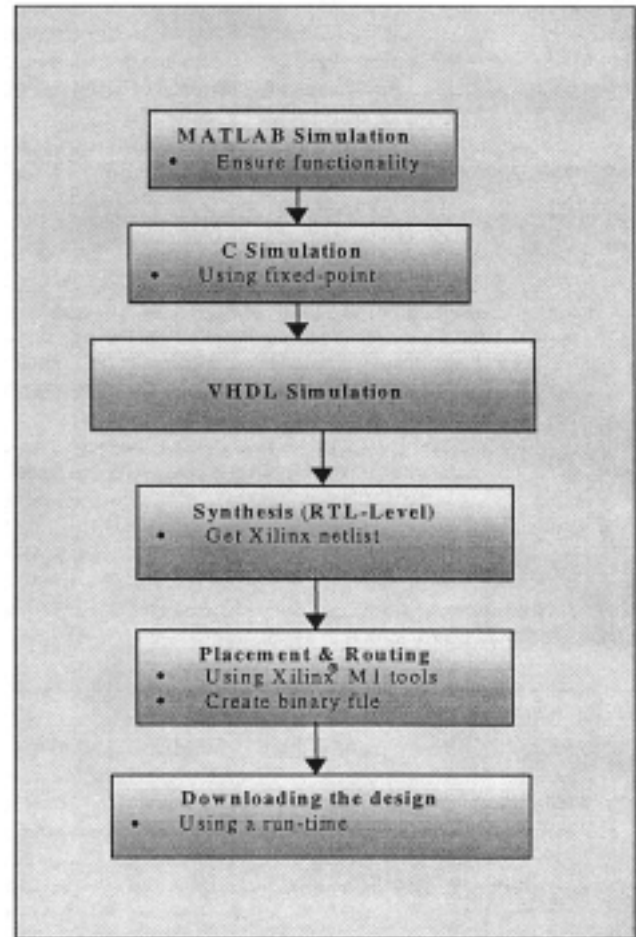 MATLAB Simulation
• Ensure functionality
C Simulation
• Using fixed-point
VHDL Simulation
Synthesis (RTL-Level)
• Get Xilinx netlist
Placement & Routing
• Using Xilinx® M1 tools
• Create binary file
Downloading the design
• Using a run-time